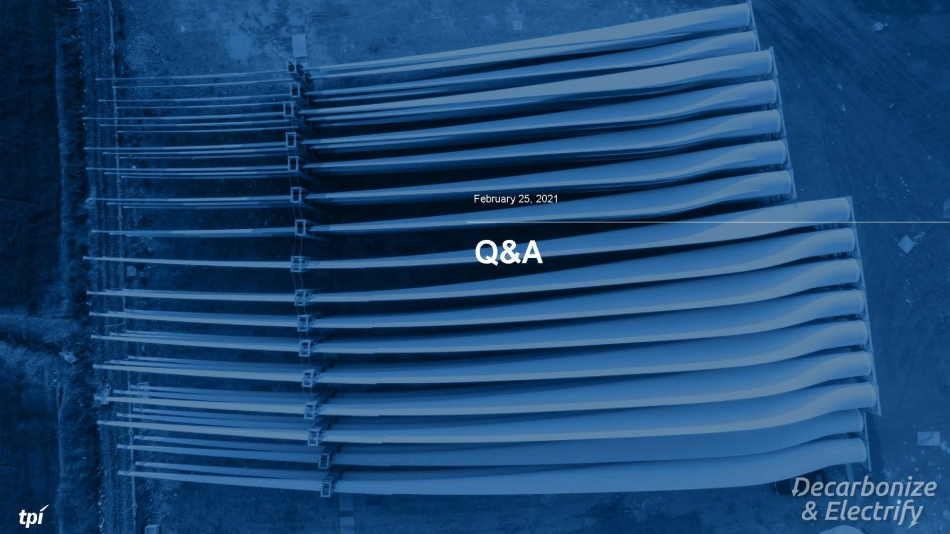 February 25, 2021
Q&A
tpi
Decarbonize
& Electrify